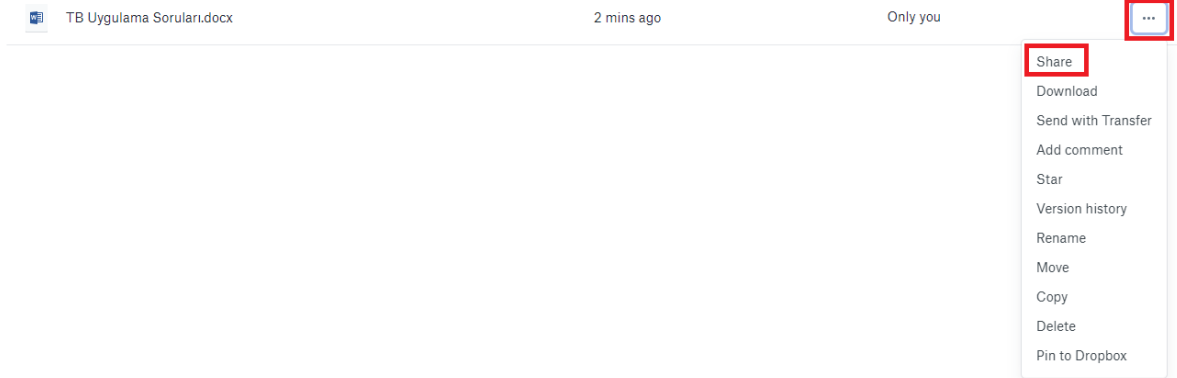 TB Uygulama Soruları.docx 2 mins ago Only you ...
Share
Download
Send with Transfer
Add comment
Star
Version history
Rename
Move
Copy
Delete
Pin to Dropbox